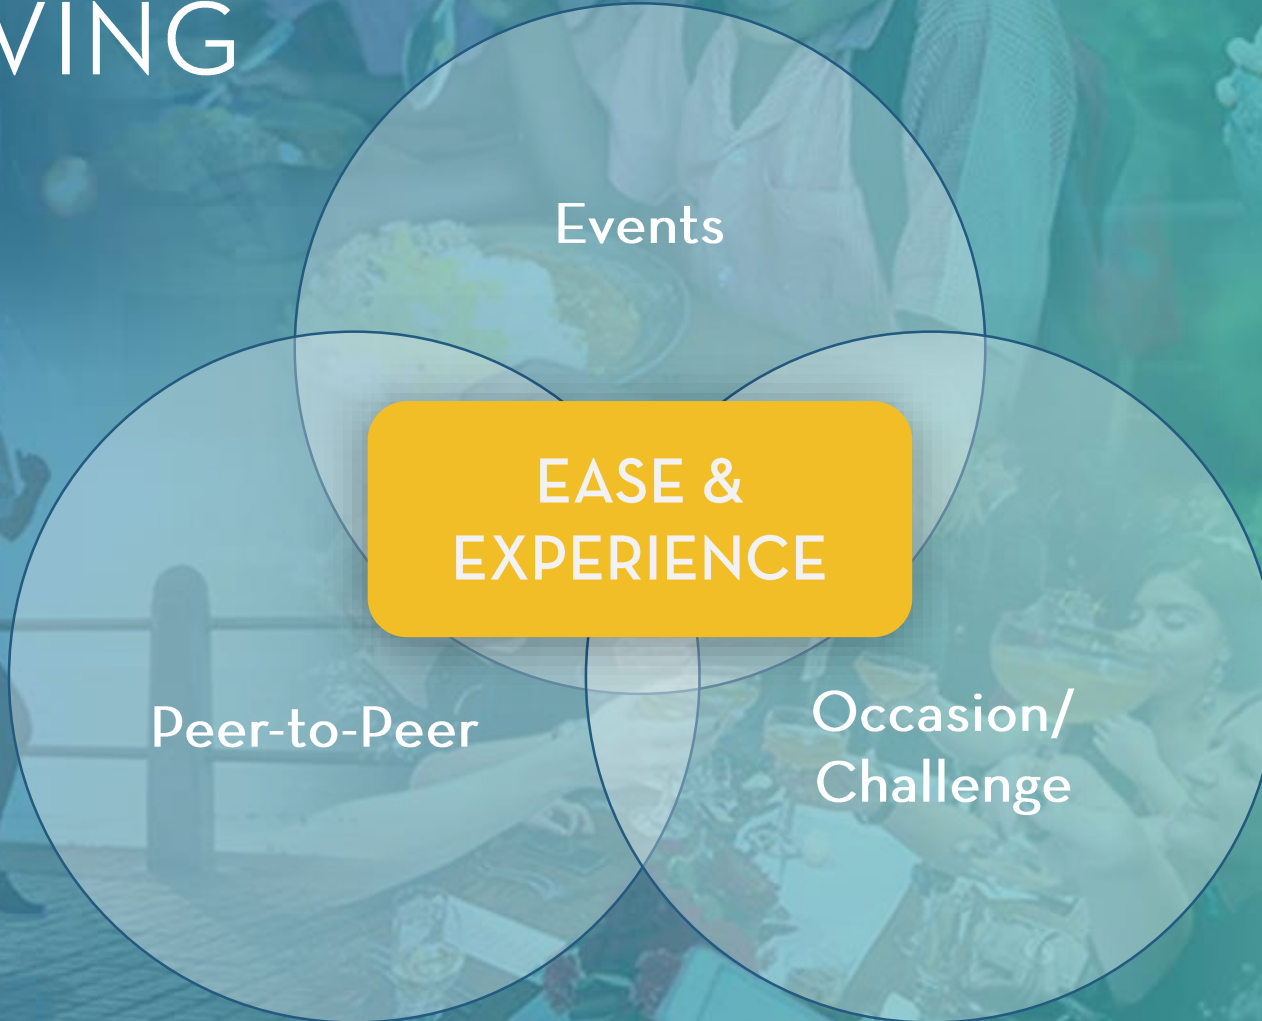 VING
Events
EASE &
EXPERIENCE
Peer-to-Peer
Occasion/
Challenge